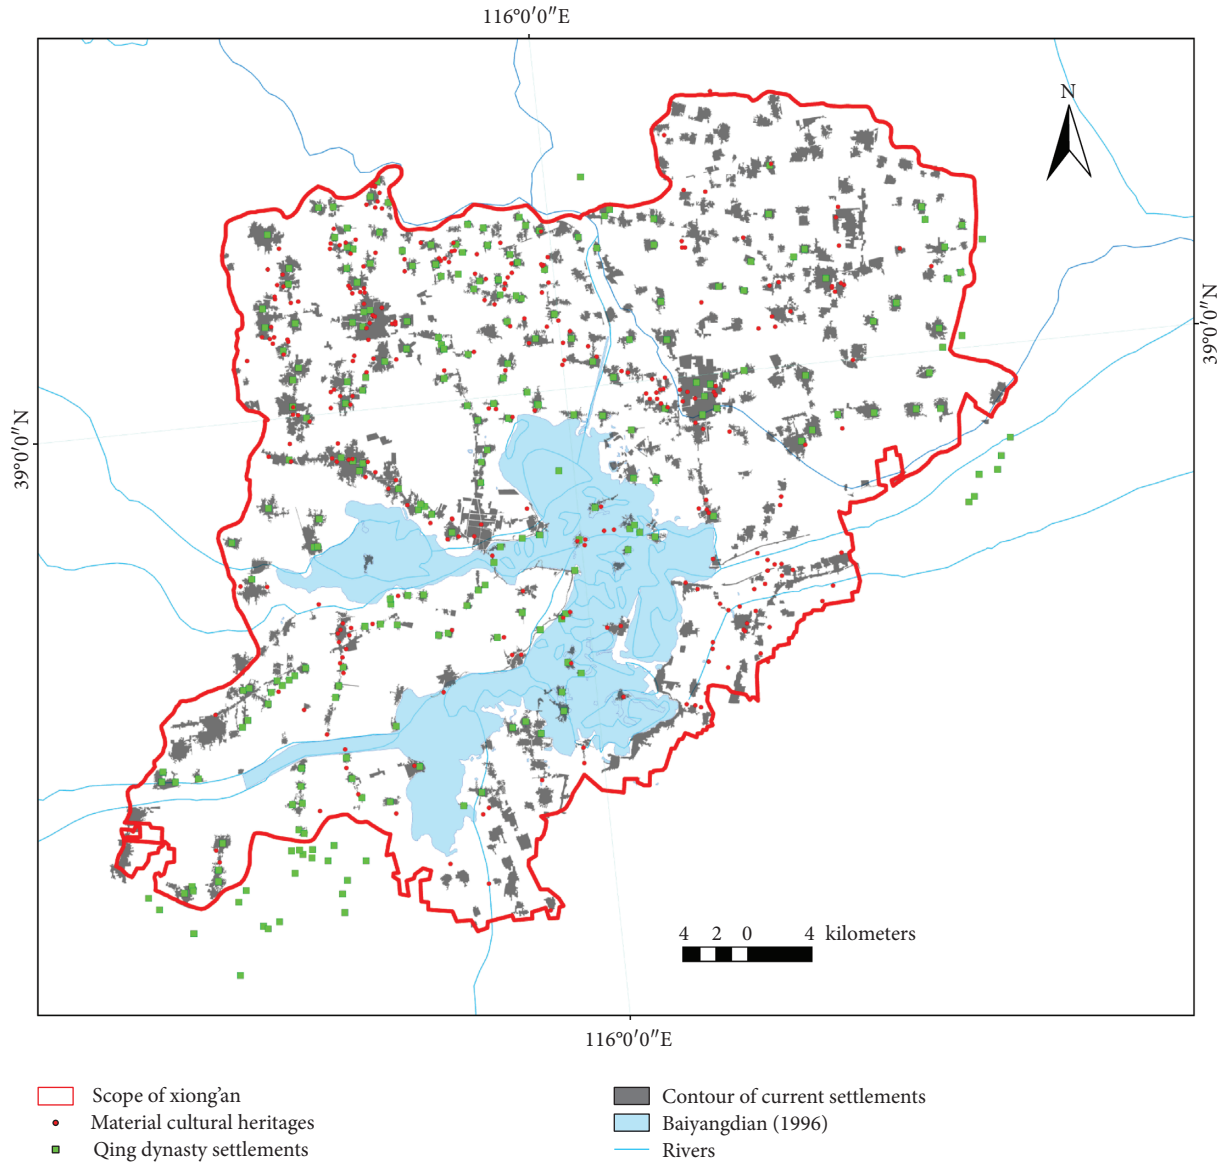 116°0′0″E
N
39°0′0″N
39°0′0″N
4 2 0 4 kilometers
116°0′0″E
Scope of xiong'an
Material cultural heritages
Qing dynasty settlements
Contour of current settlements
Baiyangdian (1996)
Rivers